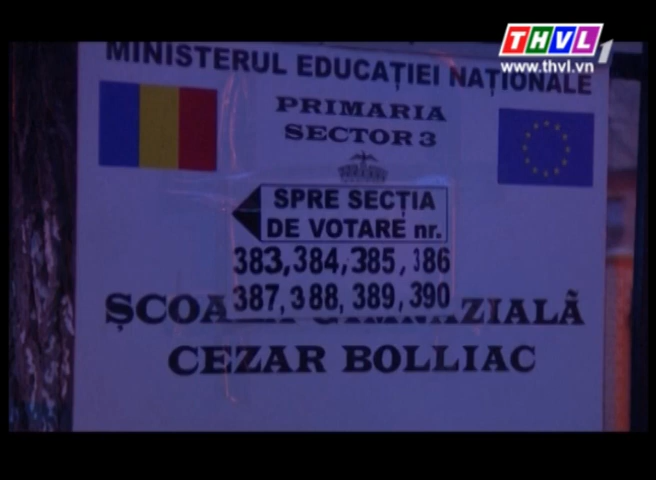 THVL1
www.thvl.vn
MINISTERUL EDUCAȚIEI NAȚIONALE
PRIMARIA
SECTOR 3
SPRE SECȚIA
DE VOTARE nr.
383,384,385,386
387,388,389,390
ȘCOALA GIMNAZIALĂ
CEZAR BOLLIAC